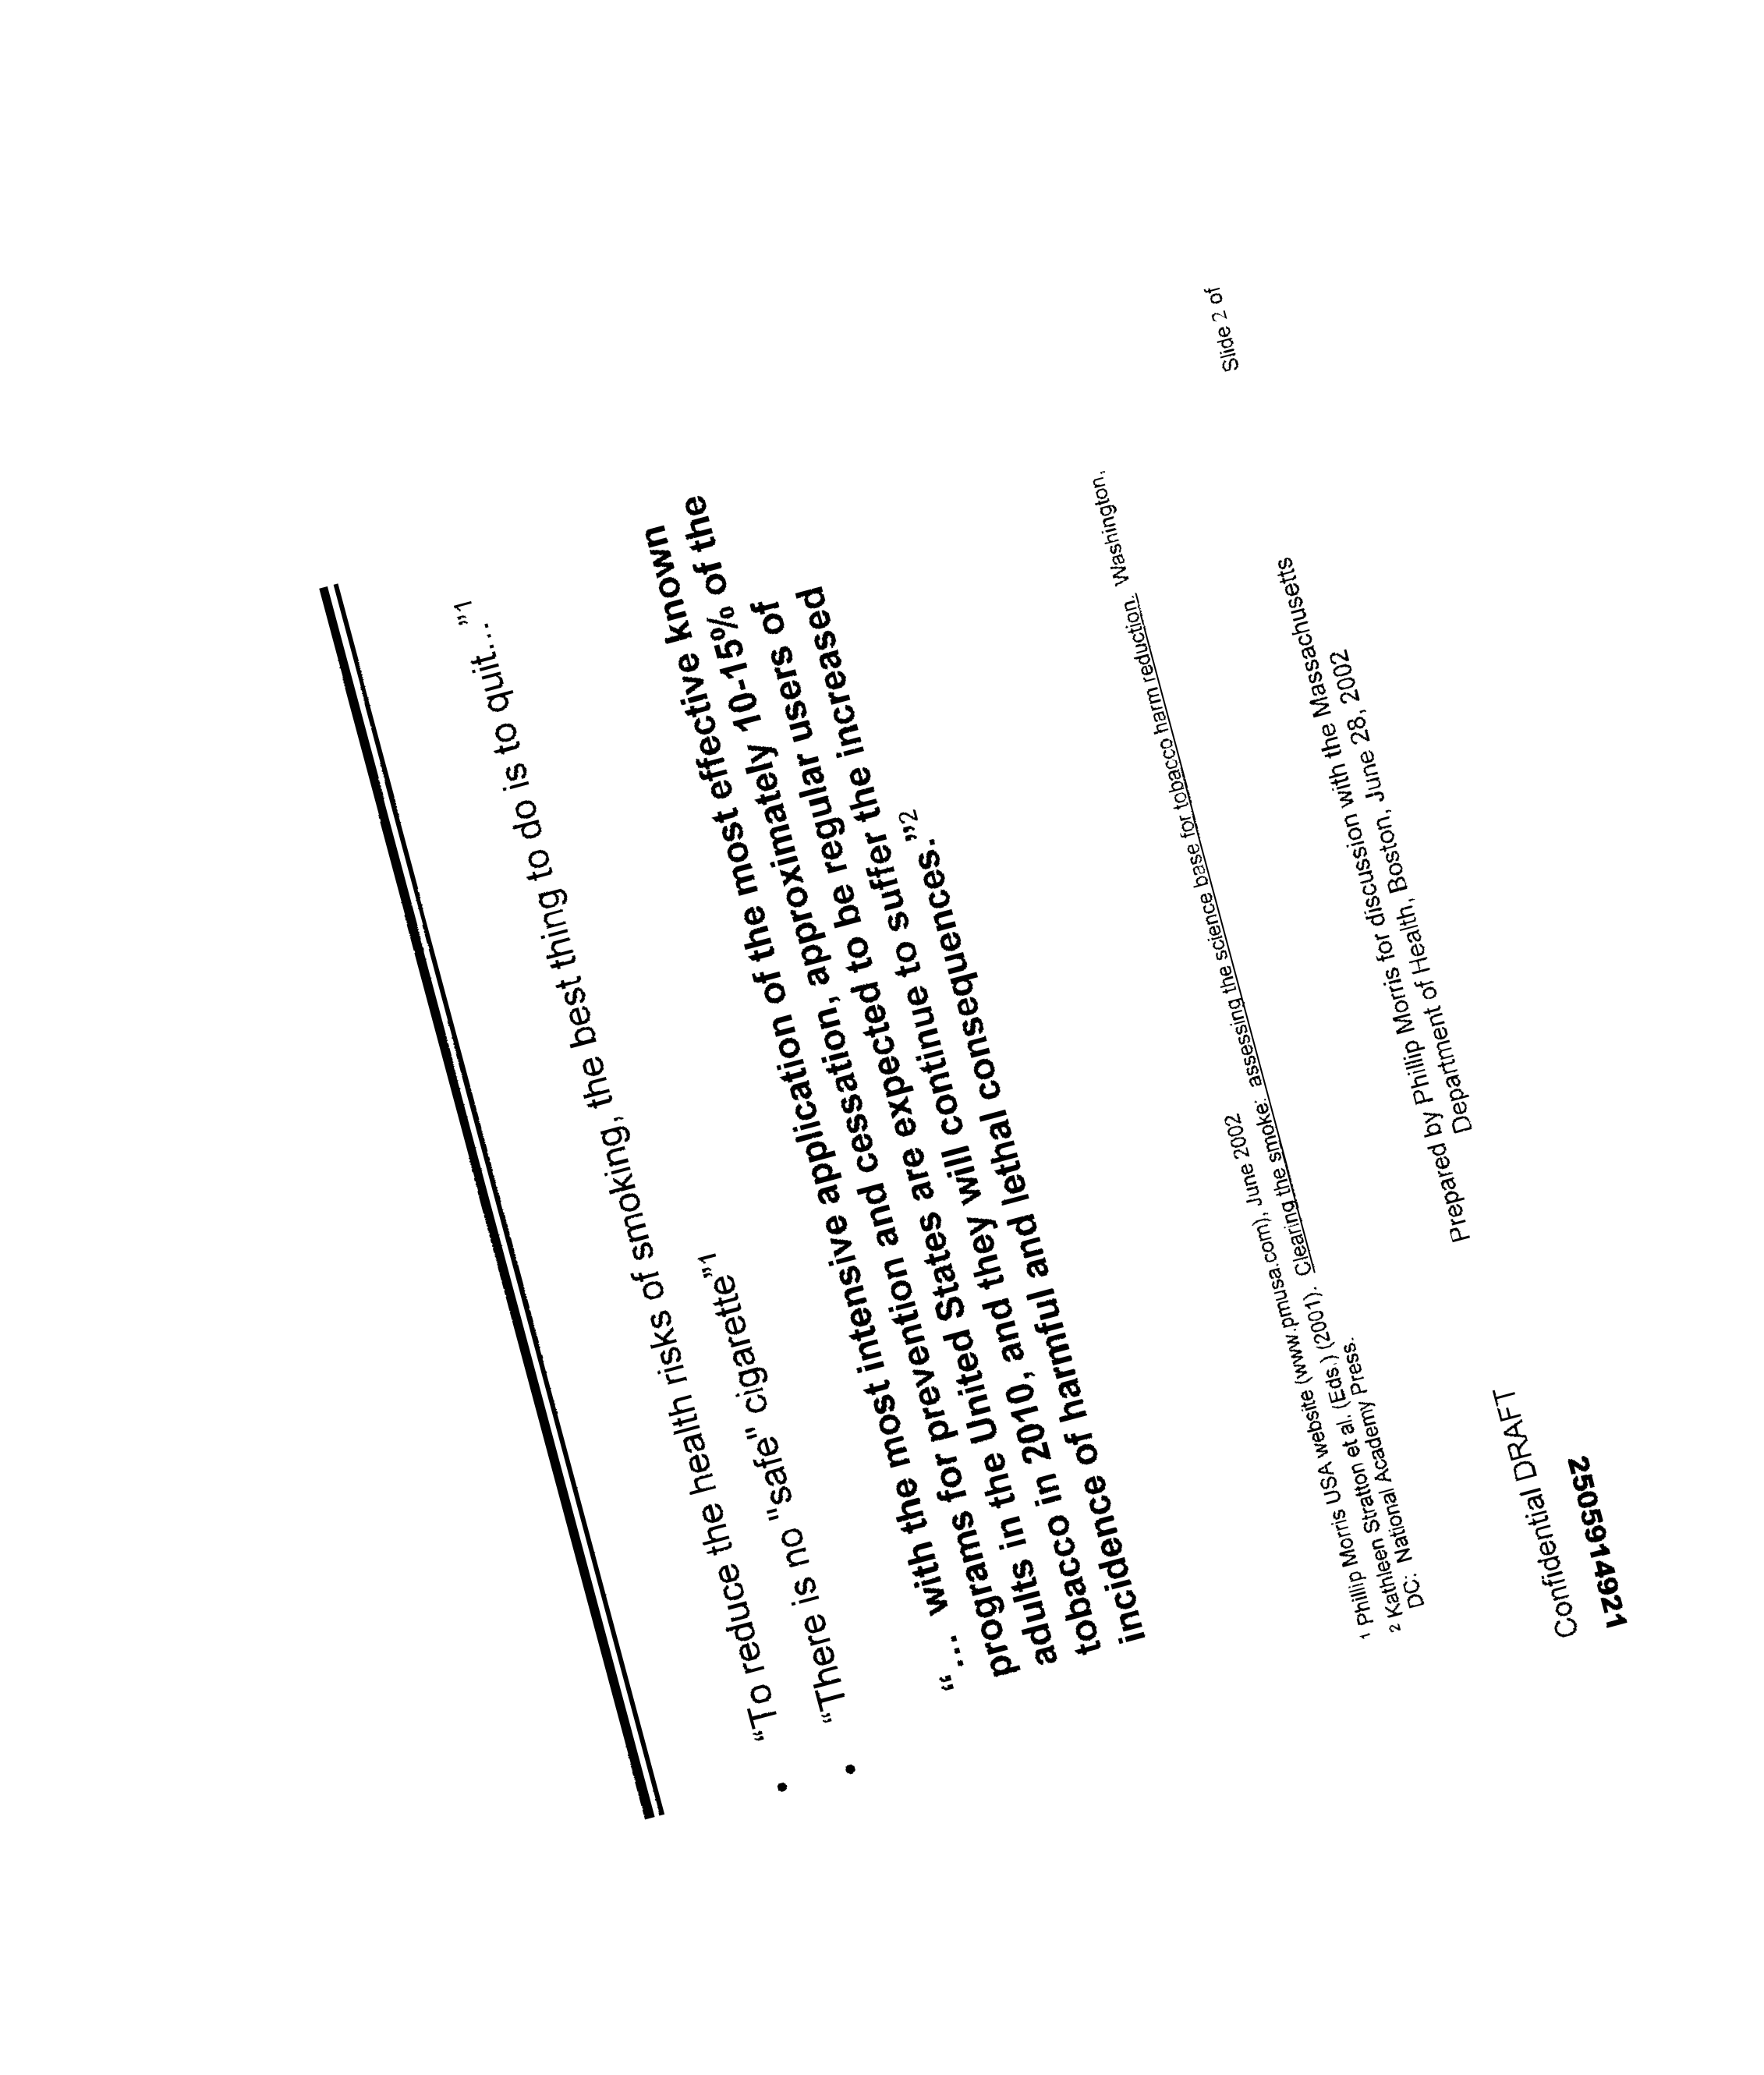 • “To reduce the health risks of smoking, the best thing to do is to quit…”1
• “There is no "safe" cigarette”1
“… with the most intensive application of the most effective known
programs for prevention and cessation, approximately 10-15% of the
adults in the United States are expected to be regular users of
tobacco in 2010, and they will continue to suffer the increased
incidence of harmful and lethal consequences.”2
1 Phillip Morris USA website (www.pmusa.com), June 2002
2 Kathleen Stratton et al. (Eds.) (2001). Clearing the smoke: assessing the science base for tobacco harm reduction. Washington,
DC: National Academy Press.
Slide 2 of
Prepared by Phillip Morris for discussion with the Massachusetts
Department of Health, Boston, June 28, 2002
Confidential DRAFT
2505914921